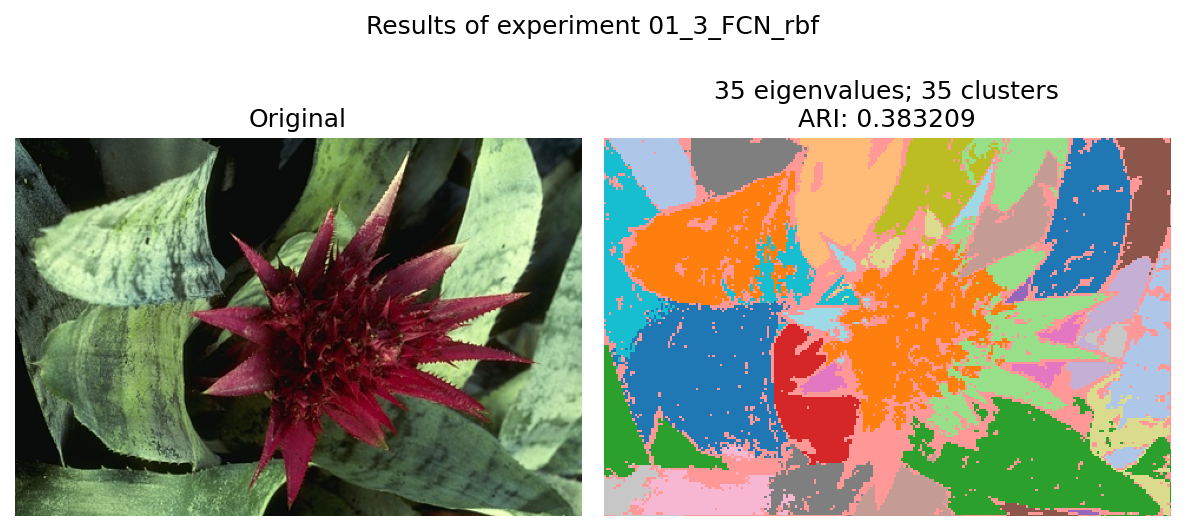 Results of experiment 01_3_FCN_rbf
Original
35 eigenvalues; 35 clusters
ARI: 0.383209